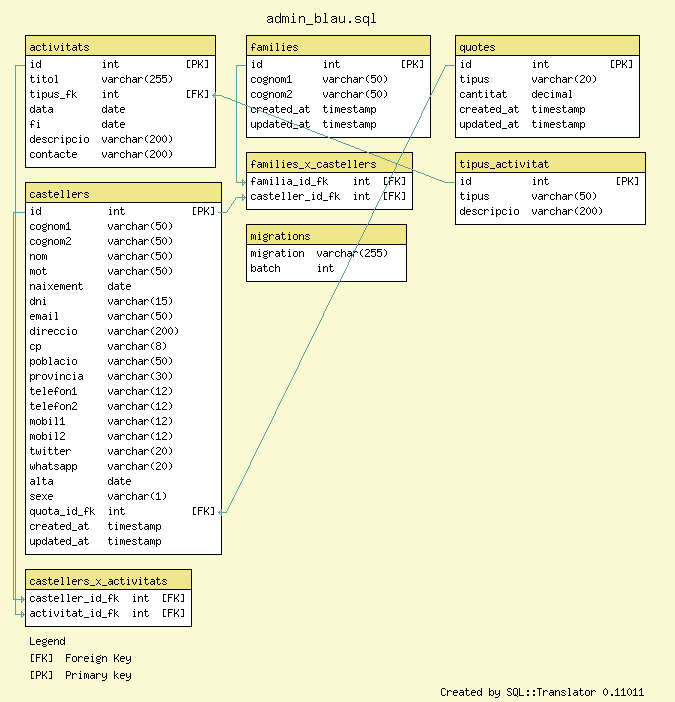 admin_blau.sql
activitats
id int [PK]
titol varchar(255)
tipus_fk int [FK]
data date
fi date
descripcio varchar(200)
contacte varchar(200)
families
id int [PK]
cognom1 varchar(50)
cognom2 varchar(50)
created_at timestamp
updated_at timestamp
quotes
id int [PK]
tipus varchar(20)
cantitat decimal
created_at timestamp
updated_at timestamp
families_x_castellers
familia_id_fk int [FK]
casteller_id_fk int [FK]
tipus_activitat
id int [PK]
tipus varchar(50)
descripcio varchar(200)
castellers
id int [PK]
cognom1 varchar(50)
cognom2 varchar(50)
nom varchar(50)
mot varchar(50)
naixement date
dni varchar(15)
email varchar(50)
direccio varchar(200)
cp varchar(8)
poblacio varchar(50)
provincia varchar(30)
telefon1 varchar(12)
telefon2 varchar(12)
mobil1 varchar(12)
mobil2 varchar(12)
twitter varchar(20)
whatsapp varchar(20)
alta date
sexe varchar(1)
quota_id_fk int [FK]
created_at timestamp
updated_at timestamp
migrations
migration varchar(255)
batch int
castellers_x_activitats
casteller_id_fk int [FK]
activitat_id_fk int [FK]
Legend
[FK] Foreign Key
[PK] Primary key
Created by SQL::Translator 0.11011